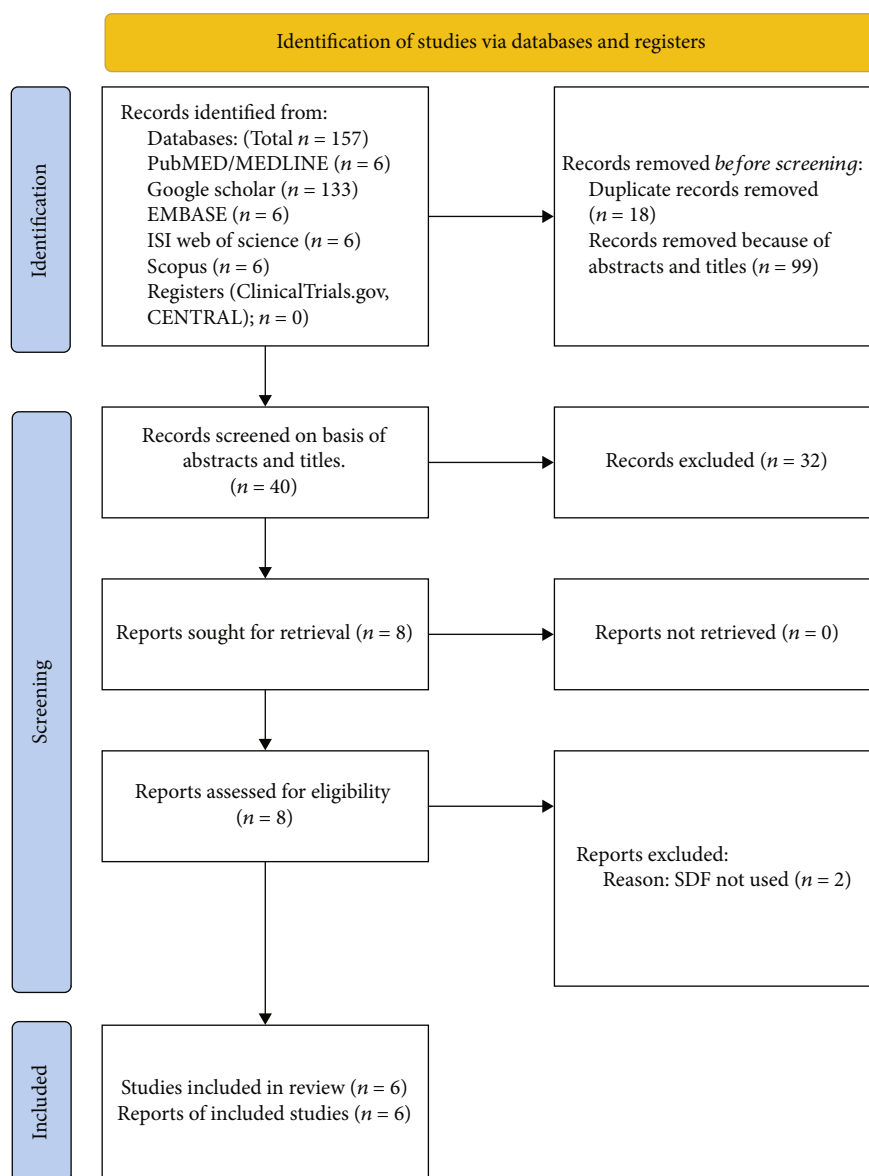 Identification of studies via databases and registers
Identification
Records identified from:
Databases: (Total n = 157)
PubMED/MEDLINE (n = 6)
Google scholar (n = 133)
EMBASE (n = 6)
ISI web of science (n = 6)
Scopus (n = 6)
Registers (ClinicalTrials.gov,
CENTRAL); n = 0)
Records removed before screening:
Duplicate records removed
(n = 18)
Records removed because of
abstracts and titles (n = 99)
Screening
Records screened on basis of
abstracts and titles.
(n = 40)
Records excluded (n = 32)
Reports sought for retrieval (n = 8)
Reports not retrieved (n = 0)
Reports assessed for eligibility
(n = 8)
Reports excluded:
Reason: SDF not used (n = 2)
Included
Studies included in review (n = 6)
Reports of included studies (n = 6)